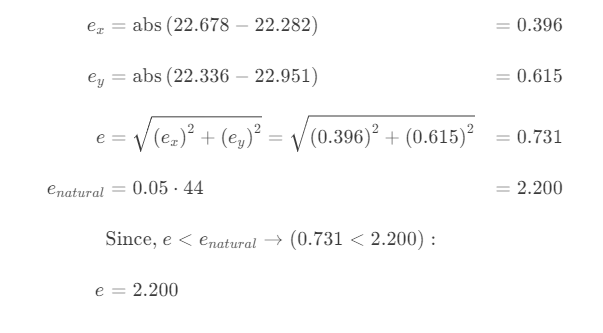 e_x = abs (22.678 − 22.282) = 0.396
e_y = abs (22.336 − 22.951) = 0.615
e = √((e_x)² + (e_y)²) = √((0.396)² + (0.615)²) = 0.731
e_natural = 0.05 · 44 = 2.200
Since, e < e_natural → (0.731 < 2.200) :
e = 2.200